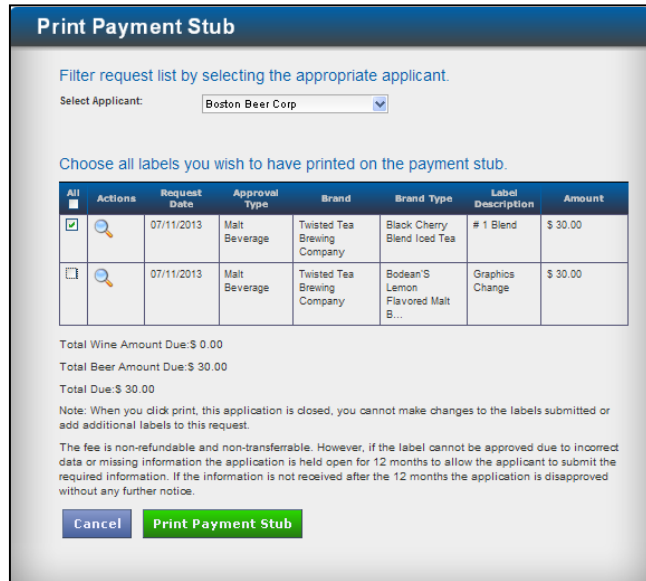 Print Payment Stub
Filter request list by selecting the appropriate applicant.
Select Applicant: Boston Beer Corp
Choose all labels you wish to have printed on the payment stub.
All Actions Request Date Approval Type Brand Brand Type Label Description Amount
07/11/2013 Malt Beverage Twisted Tea Brewing Company Black Cherry Blend Iced Tea # 1 Blend $ 30.00
07/11/2013 Malt Beverage Twisted Tea Brewing Company Bodean'S Lemon Flavored Malt B... Graphics Change $ 30.00
Total Wine Amount Due:$ 0.00
Total Beer Amount Due:$ 30.00
Total Due:$ 30.00
Note: When you click print, this application is closed, you cannot make changes to the labels submitted or
add additional labels to this request.
The fee is non-refundable and non-transferrable. However, if the label cannot be approved due to incorrect
data or missing information the application is held open for 12 months to allow the applicant to submit the
required information. If the information is not received after the 12 months the application is disapproved
without any further notice.
Cancel Print Payment Stub